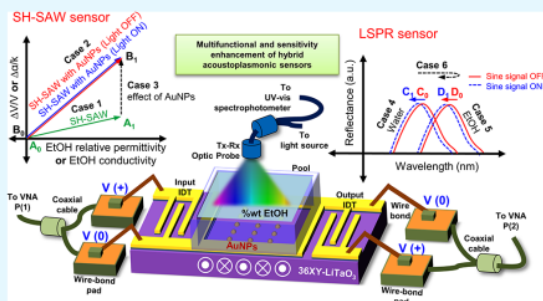 SH-SAW sensor
Multifunctional and sensitivity
enhancement of hybrid
acoustoplasmonic sensors
LSPR sensor
ΔV/V or Δα/k
Case 2
SH-SAW with AuNPs (Light OFF)
SH-SAW with AuNPs (Light ON)
B₁
Case 3
effect of AuNPs
Case 1
SH-SAW
A₁
B₀
A₀
EtOH relative permittivity
or EtOH conductivity
UV-vis
spectrophotometer
To
light source
Tx-Rx
Optic Probe
Pool
Reflectance (a.u.)
Case 6
Sine signal OFF
Sine signal ON
C₁ C₀
D₁ D₀
Case 4
Water
EtOH
Case 5
Wavelength (nm)
To VNA
P(1)
Coaxial
cable
V (+)
V (0)
Wire-bond
pad
Input
IDT
%wt EtOH
AuNPs
36XY-LiTaO₃
Output
IDT
Wire
bond
V (0)
V (+)
Coaxial
cable
To VNA
P(2)